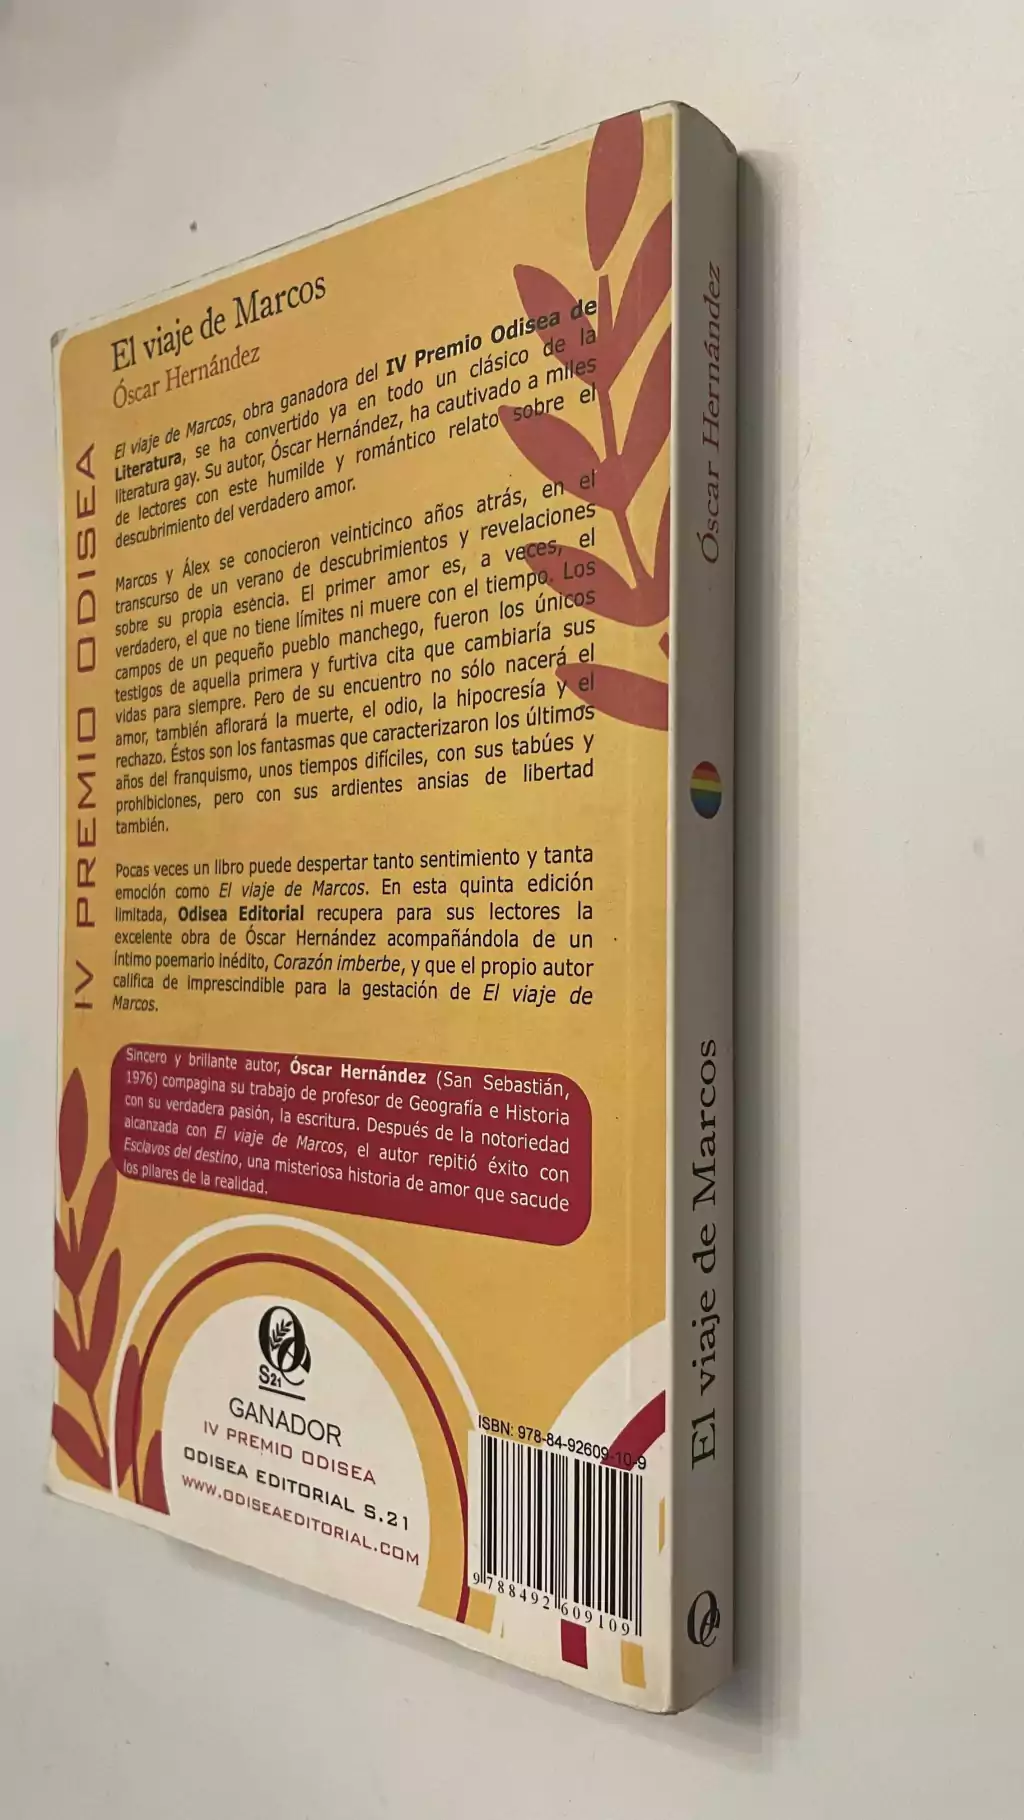 El viaje de Marcos
Óscar Hernández
El viaje de Marcos, obra ganadora del IV Premio Odisea de
Literatura, se ha convertido ya en todo un clásico de la
literatura gay. Su autor, Óscar Hernández, ha cautivado a miles
de lectores con este humilde y romántico relato sobre el
descubrimiento del verdadero amor.
Marcos y Álex se conocieron veinticinco años atrás, en el
transcurso de un verano de descubrimientos y revelaciones
sobre su propia esencia. El primer amor es, a veces, el
verdadero, el que no tiene límites ni muere con el tiempo. Los
campos de un pequeño pueblo manchego, fueron los únicos
testigos de aquella primera y furtiva cita que cambiaría sus
vidas para siempre. Pero de su encuentro no sólo nacerá el
amor, también aflorará la muerte, el odio, la hipocresía y el
rechazo. Éstos son los fantasmas que caracterizaron los últimos
años del franquismo, unos tiempos difíciles, con sus tabúes y
prohibiciones, pero con sus ardientes ansias de libertad
también.
Pocas veces un libro puede despertar tanto sentimiento y tanta
emoción como El viaje de Marcos. En esta quinta edición
limitada, Odisea Editorial recupera para sus lectores la
excelente obra de Óscar Hernández acompañándola de un
íntimo poemario inédito, Corazón imberbe, y que el propio autor
califica de imprescindible para la gestación de El viaje de
Marcos.
Sincero y brillante autor, Óscar Hernández (San Sebastián,
1976) compagina su trabajo de profesor de Geografía e Historia
con su verdadera pasión, la escritura. Después de la notoriedad
alcanzada con El viaje de Marcos, el autor repitió éxito con
Esclavos del destino, una misteriosa historia de amor que sacude
los pilares de la realidad.
S21
GANADOR
IV PREMIO ODISEA
ODISEA EDITORIAL S.21
WWW.ODISEAEDITORIAL.COM
ISBN: 978-84-92609-10-9
9 788492 609109
IV PREMIO ODISEA
Óscar Hernández
El viaje de Marcos